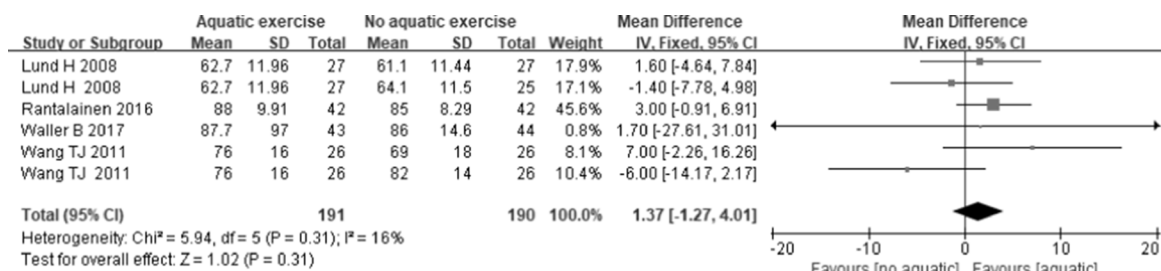 Aquatic exercise No aquatic exercise Mean Difference Mean Difference
Study or Subgroup Mean SD Total Mean SD Total Weight IV, Fixed, 95% CI IV, Fixed, 95% CI
Lund H 2008 62.7 11.96 27 61.1 11.44 27 17.9% 1.60 [-4.64, 7.84]
Lund H 2008 62.7 11.96 27 64.1 11.5 25 17.1% -1.40 [-7.78, 4.98]
Rantalainen 2016 88 9.91 42 85 8.29 42 45.6% 3.00 [-0.91, 6.91]
Waller B 2017 87.7 97 43 86 14.6 44 0.8% 1.70 [-27.61, 31.01]
Wang TJ 2011 76 16 26 69 18 26 8.1% 7.00 [-2.26, 16.26]
Wang TJ 2011 76 16 26 82 14 26 10.4% -6.00 [-14.17, 2.17]
Total (95% CI) 191 190 100.0% 1.37 [-1.27, 4.01]
Heterogeneity: Chi² = 5.94, df = 5 (P = 0.31); I² = 16%
Test for overall effect: Z = 1.02 (P = 0.31)
-20 -10 0 10 20
Favours [no aquatic] Favours [aquatic]